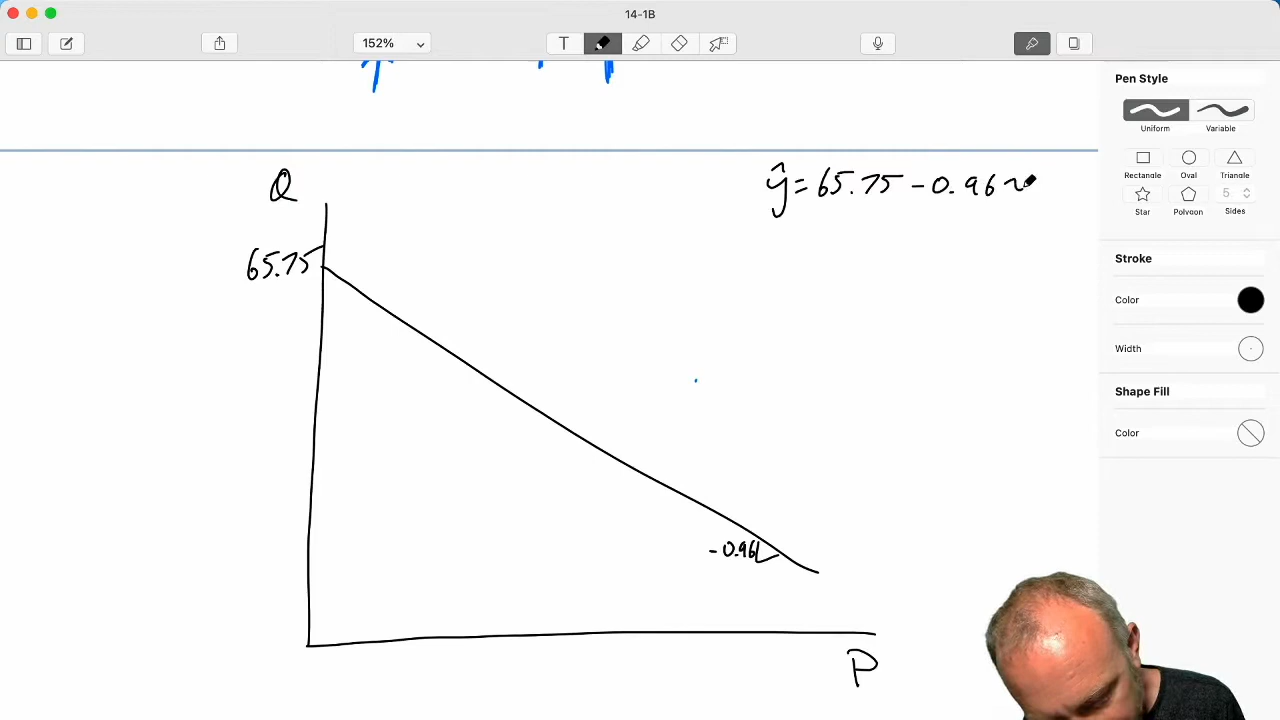 14-1B
152%
T
Pen Style
Uniform
Variable
Rectangle
Oval
Triangle
Star
Polygon
5
Sides
Stroke
Color
Width
Shape Fill
Color
Q
ŷ = 65.75 - 0.96
65.75
-0.96
P